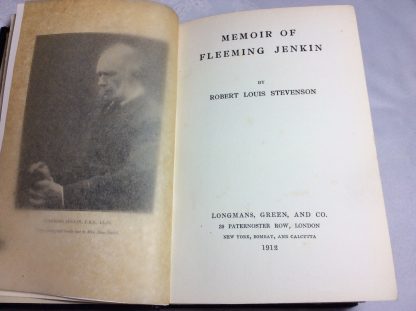 MEMOIR OF
FLEEMING JENKIN
BY
ROBERT LOUIS STEVENSON
LONGMANS, GREEN, AND CO.
39 PATERNOSTER ROW, LONDON
NEW YORK, BOMBAY, AND CALCUTTA
1912